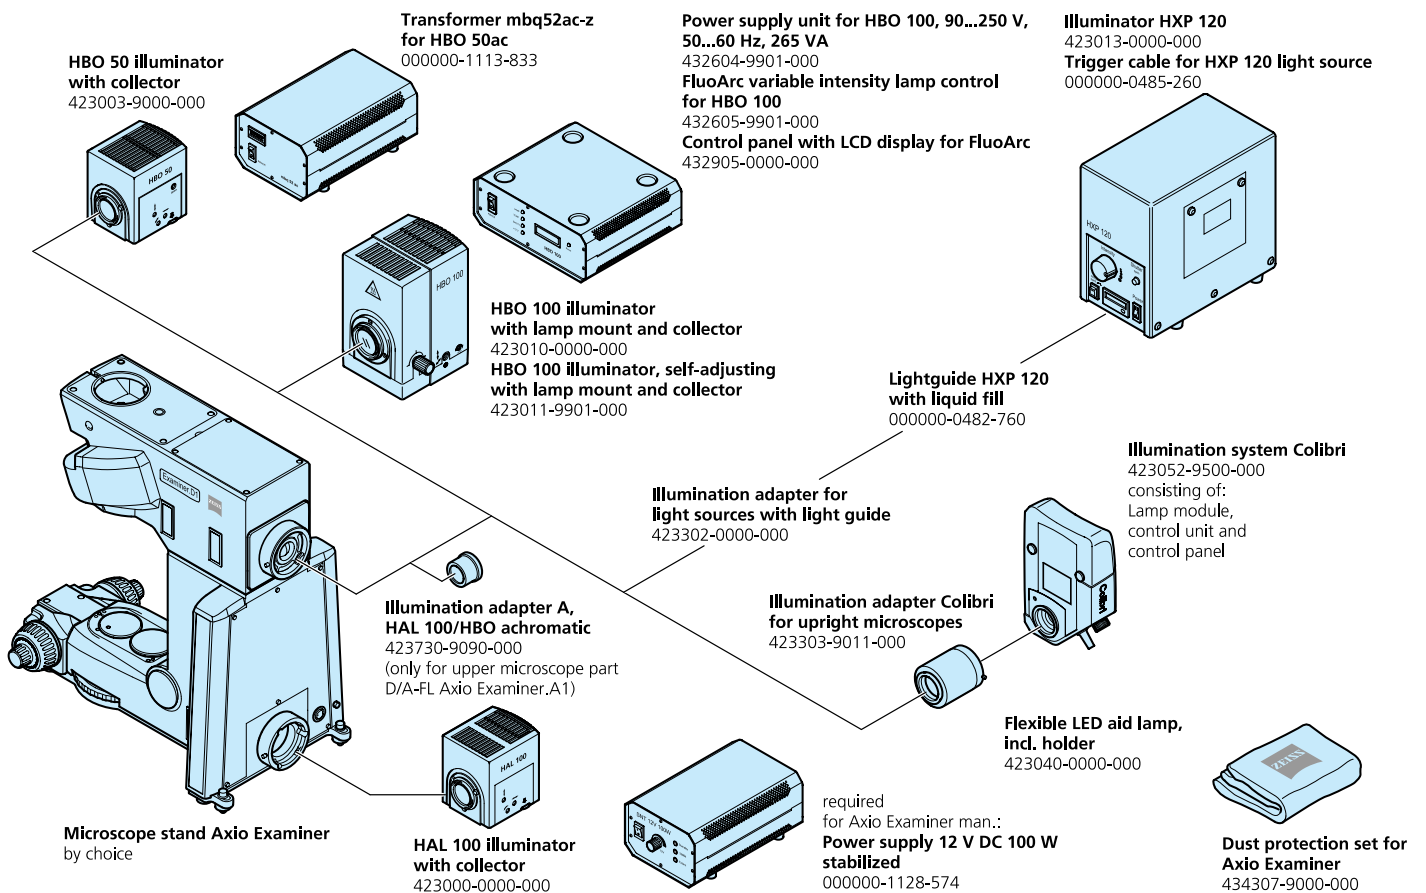 Transformer mbq52ac-z
for HBO 50ac
000000-1113-833
Power supply unit for HBO 100, 90...250 V,
50...60 Hz, 265 VA
432604-9901-000
FluoArc variable intensity lamp control
for HBO 100
432605-9901-000
Control panel with LCD display for FluoArc
432905-0000-000
Illuminator HXP 120
423013-0000-000
Trigger cable for HXP 120 light source
000000-0485-260
HBO 50 illuminator
with collector
423003-9000-000
HBO 50
HBO 100
HXP 120
HBO 100 illuminator
with lamp mount and collector
423010-0000-000
HBO 100 illuminator, self-adjusting
with lamp mount and collector
423011-9901-000
Lightguide HXP 120
with liquid fill
000000-0482-760
Illumination system Colibri
423052-9500-000
consisting of:
Lamp module,
control unit and
control panel
Examiner.D1
ZEISS
Illumination adapter for
light sources with light guide
423302-0000-000
Colibri
Illumination adapter A,
HAL 100/HBO achromatic
423730-9090-000
(only for upper microscope part
D/A-FL Axio Examiner.A1)
Illumination adapter Colibri
for upright microscopes
423303-9011-000
Flexible LED aid lamp,
incl. holder
423040-0000-000
HAL 100
SNT 12V 100W
ZEISS
Microscope stand Axio Examiner
by choice
HAL 100 illuminator
with collector
423000-0000-000
required
for Axio Examiner man.:
Power supply 12 V DC 100 W
stabilized
000000-1128-574
Dust protection set for
Axio Examiner
434307-9000-000